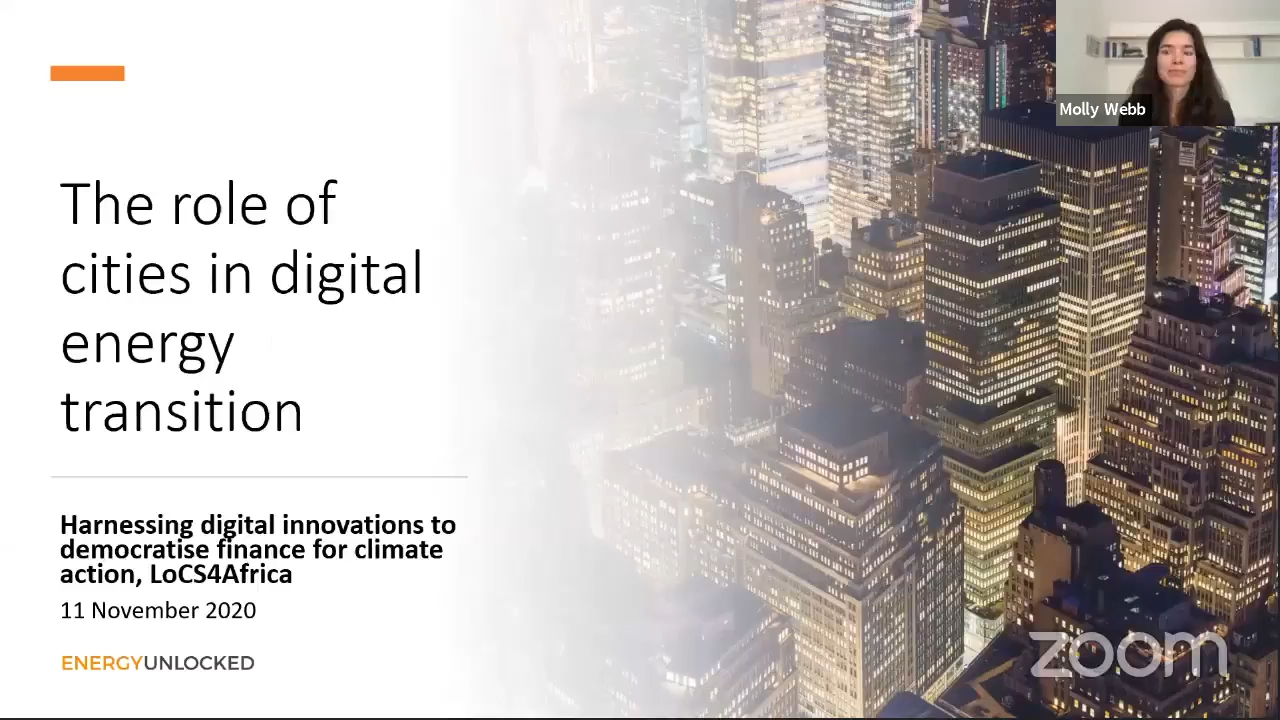 The role of
cities in digital
energy
transition
Harnessing digital innovations to
democratise finance for climate
action, LoCS4Africa
11 November 2020
ENERGYUNLOCKED
Molly Webb
zoom